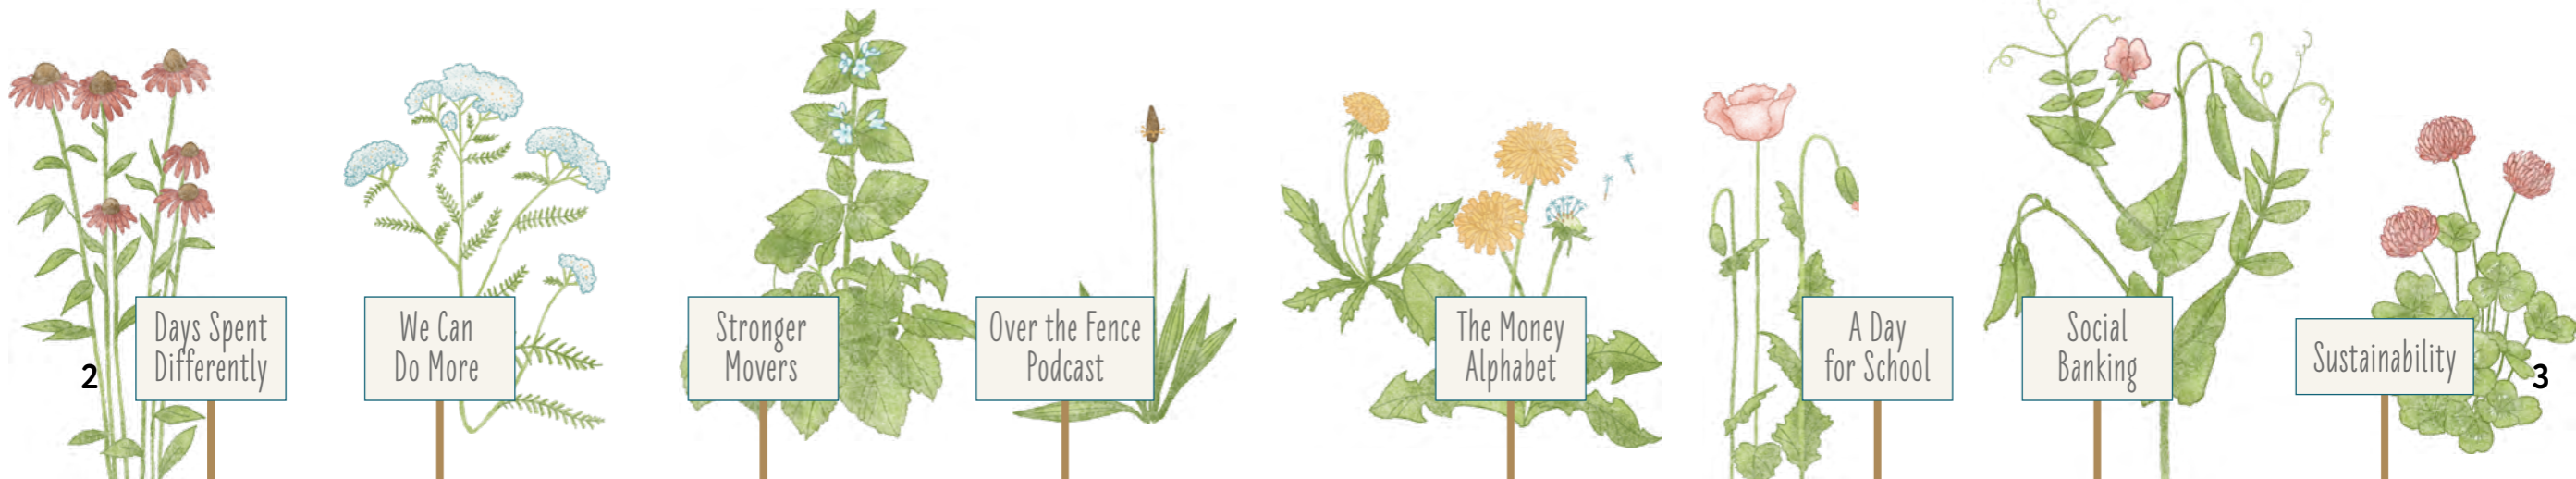 Days Spent
Differently
2
We Can
Do More
Stronger
Movers
Over the Fence
Podcast
The Money
Alphabet
A Day
for School
Social
Banking
Sustainability
3